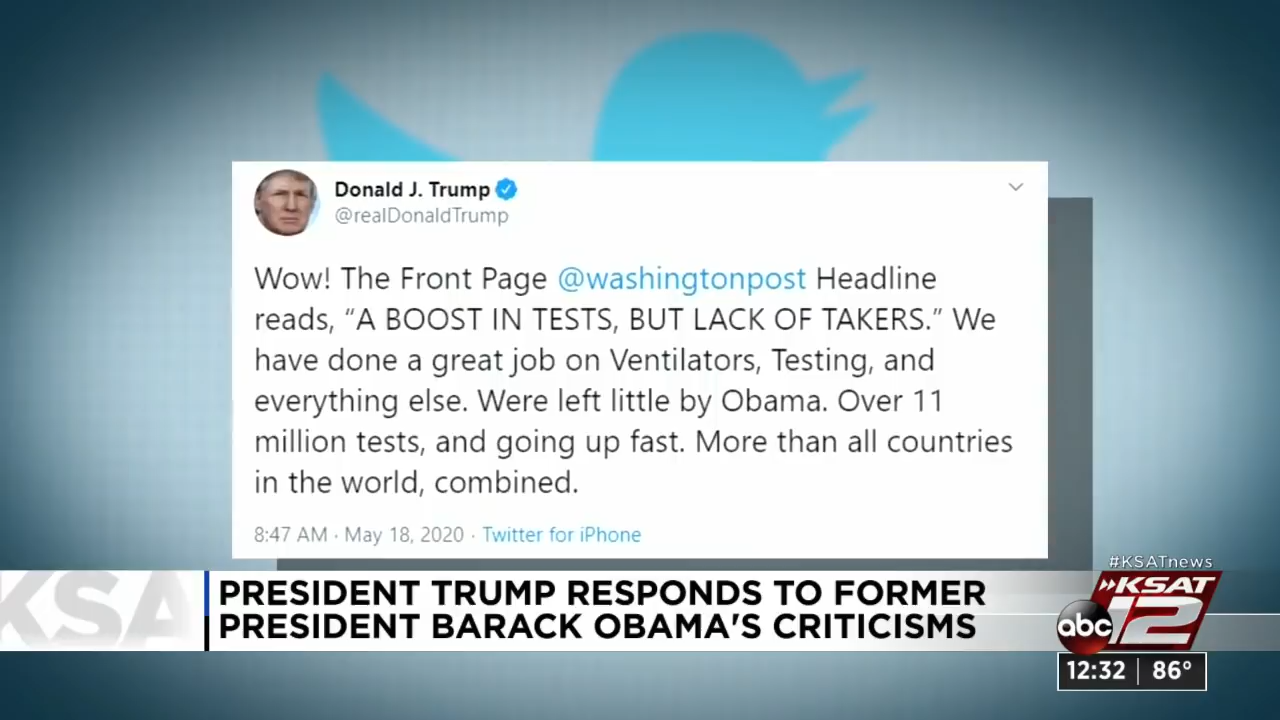 Donald J. Trump
@realDonaldTrump
Wow! The Front Page @washingtonpost Headline
reads, “A BOOST IN TESTS, BUT LACK OF TAKERS.” We
have done a great job on Ventilators, Testing, and
everything else. Were left little by Obama. Over 11
million tests, and going up fast. More than all countries
in the world, combined.
8:47 AM · May 18, 2020 · Twitter for iPhone
#KSATnews
KSA
PRESIDENT TRUMP RESPONDS TO FORMER
PRESIDENT BARACK OBAMA'S CRITICISMS
KSAT
abc 12
12:32 86°